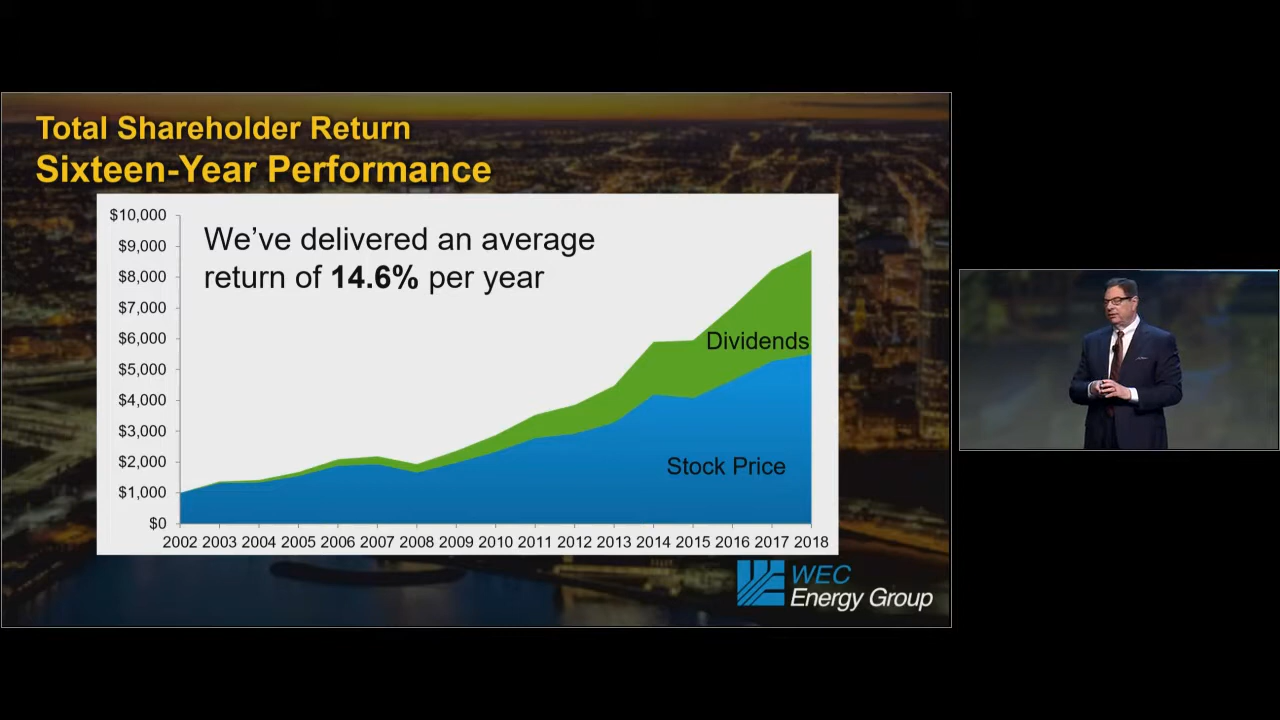 Total Shareholder Return
Sixteen-Year Performance
We've delivered an average
return of 14.6% per year
$10,000
$9,000
$8,000
$7,000
$6,000
$5,000
$4,000
$3,000
$2,000
$1,000
$0
Dividends
Stock Price
2002 2003 2004 2005 2006 2007 2008 2009 2010 2011 2012 2013 2014 2015 2016 2017 2018
WEC
Energy Group